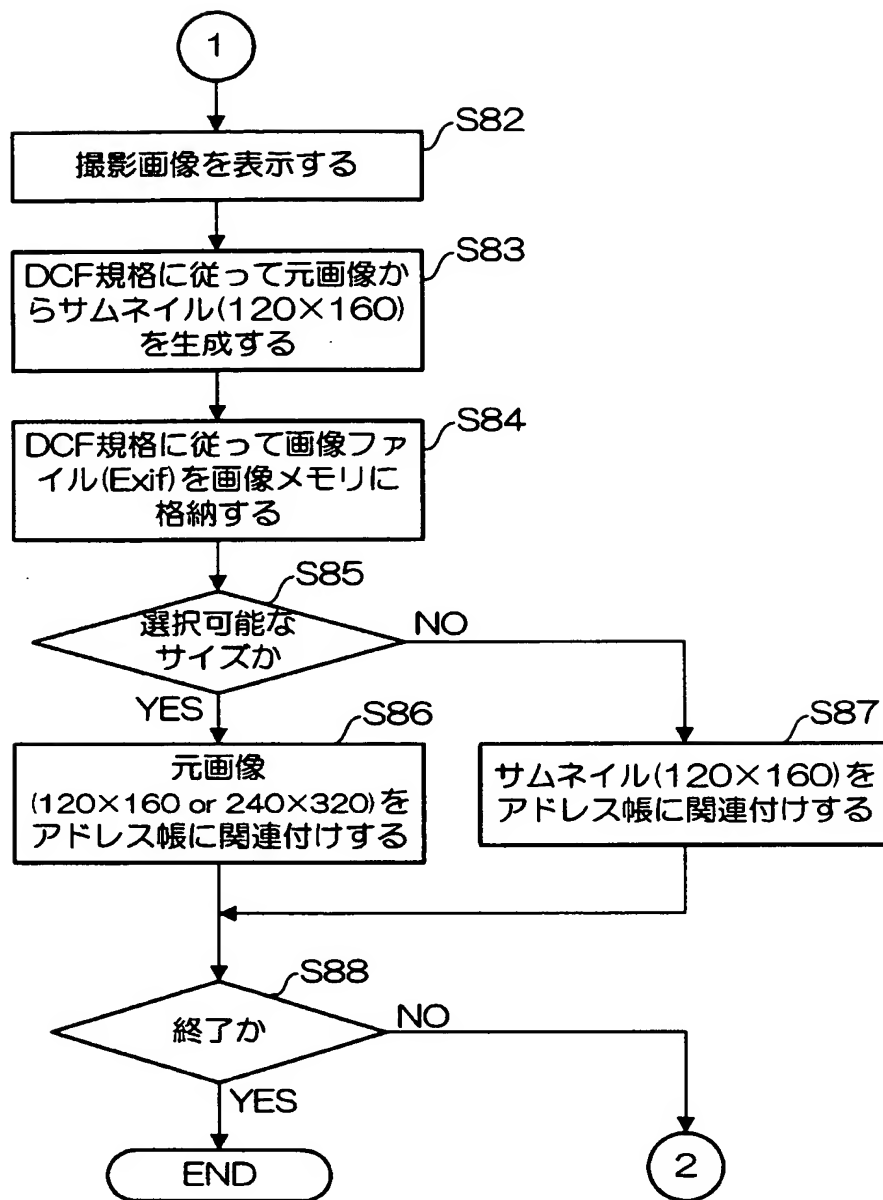 1
S82
撮影画像を表示する
S83
DCF規格に従って元画像か
らサムネイル(120×160)
を生成する
S84
DCF規格に従って画像ファ
イル(Exif)を画像メモリに
格納する
S85
選択可能な
サイズか
NO
YES
S86
元画像
(120×160 or 240×320)を
アドレス帳に関連付けする
S87
サムネイル(120×160)を
アドレス帳に関連付けする
S88
終了か
NO
YES
END
2